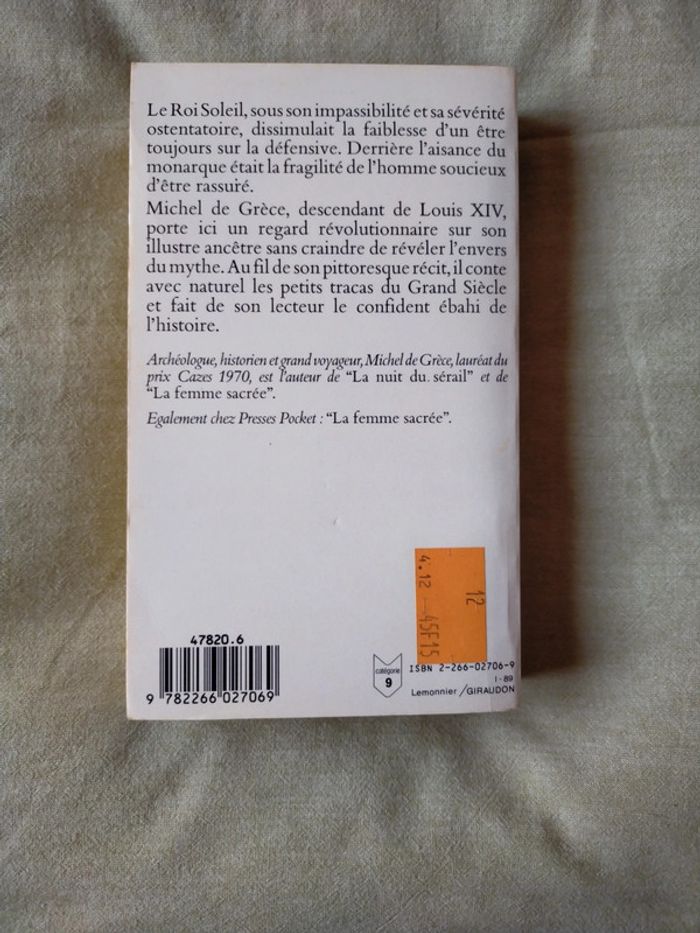 Le Roi Soleil, sous son impassibilité et sa sévérité
ostentatoire, dissimulait la faiblesse d'un être
toujours sur la défensive. Derrière l'aisance du
monarque était la fragilité de l'homme soucieux
d'être rassuré.
Michel de Grèce, descendant de Louis XIV,
porte ici un regard révolutionnaire sur son
illustre ancêtre sans craindre de révéler l'envers
du mythe. Au fil de son pittoresque récit, il conte
avec naturel les petits tracas du Grand Siècle
et fait de son lecteur le confident ébahi de
l'histoire.
Archéologue, historien et grand voyageur, Michel de Grèce, lauréat du
prix Cazes 1970, est l'auteur de "La nuit du sérail" et de
"La femme sacrée".
Egalement chez Presses Pocket : "La femme sacrée".
12
4.12 - 45F15
47820.6
9 782266 027069
catégorie
9
ISBN 2-266-02706-9
I - 89
Lemonnier / GIRAUDON